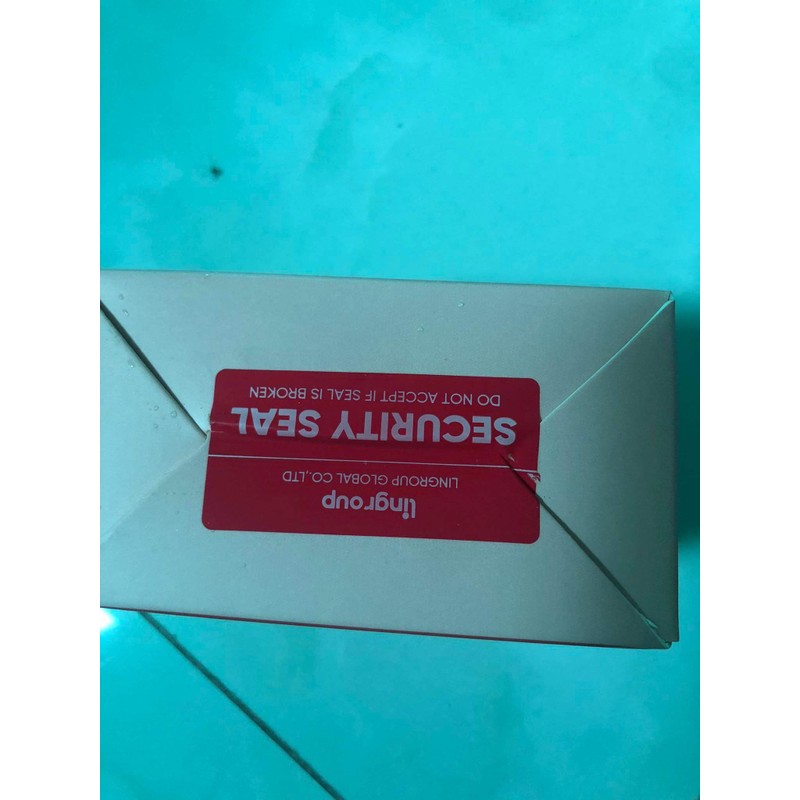 lingroup
LINGROUP GLOBAL CO.,LTD
SECURITY SEAL
DO NOT ACCEPT IF SEAL IS BROKEN